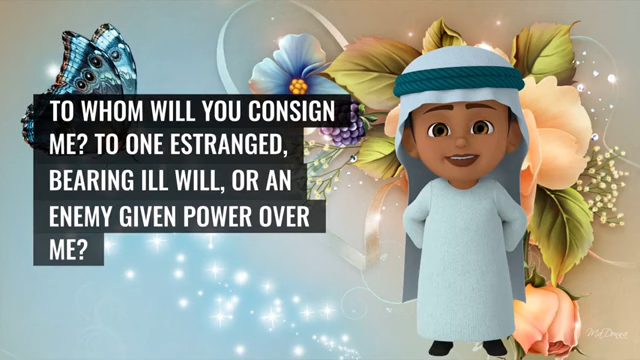 TO WHOM WILL YOU CONSIGN
ME? TO ONE ESTRANGED,
BEARING ILL WILL, OR AN
ENEMY GIVEN POWER OVER
ME?
MaDonna